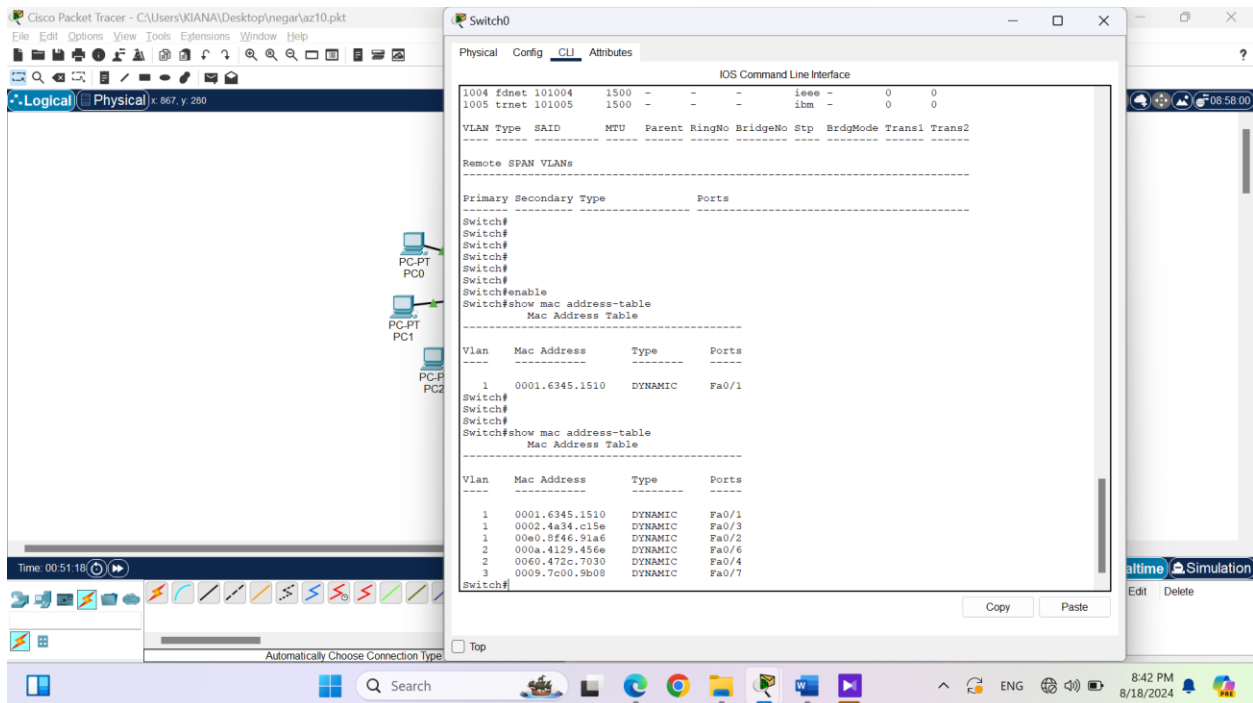 Cisco Packet Tracer - C:\Users\KIANA\Desktop\negar\az10.pkt
File Edit Options View Tools Extensions Window Help
?
Logical Physical x: 867, y: 280
08:58:00
PC-PT
PC0
PC-PT
PC1
PC-P
PC2
Switch0
Physical Config CLI Attributes
IOS Command Line Interface
1004 fdnet 101004 1500 - - - ieee - 0 0
1005 trnet 101005 1500 - - - ibm - 0 0
VLAN Type SAID MTU Parent RingNo BridgeNo Stp BrdgMode Trans1 Trans2
---- ----- ---------- ----- ------ ------ -------- ---- -------- ------ ------
Remote SPAN VLANs
------------------------------------------------------------------------------
Primary Secondary Type Ports
------- --------- ----------------- ------------------------------------------
Switch#
Switch#
Switch#
Switch#
Switch#
Switch#
Switch#enable
Switch#show mac address-table
Mac Address Table
-------------------------------------------
Vlan Mac Address Type Ports
---- ----------- -------- -----
1 0001.6345.1510 DYNAMIC Fa0/1
Switch#
Switch#
Switch#
Switch#show mac address-table
Mac Address Table
-------------------------------------------
Vlan Mac Address Type Ports
---- ----------- -------- -----
1 0001.6345.1510 DYNAMIC Fa0/1
1 0002.4a34.c15e DYNAMIC Fa0/3
1 00e0.8f46.91a6 DYNAMIC Fa0/2
2 000a.4129.456e DYNAMIC Fa0/6
2 0060.472c.7030 DYNAMIC Fa0/4
3 0009.7c00.9b08 DYNAMIC Fa0/7
Switch#
Copy Paste
Top
Time: 00:51:18
altime Simulation
Edit Delete
Automatically Choose Connection Type
Search
ENG
8:42 PM
8/18/2024
PRE